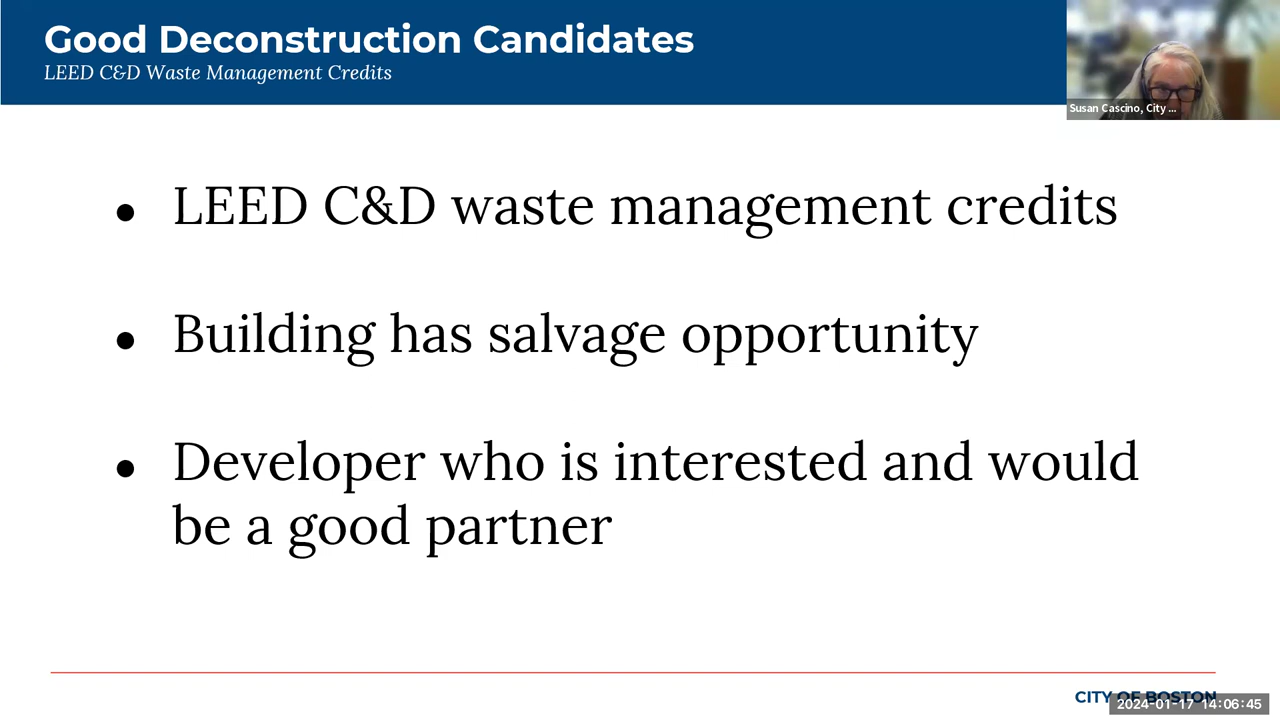 Good Deconstruction Candidates
LEED C&D Waste Management Credits
Susan Cascino, City ...
● LEED C&D waste management credits
● Building has salvage opportunity
● Developer who is interested and would
be a good partner
CITY OF BOSTON
2024-01-17 14:06:45